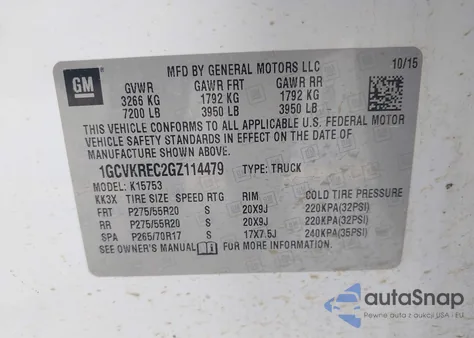 GM
MFD BY GENERAL MOTORS LLC 10/15
GVWR GAWR FRT GAWR RR
3266 KG 1792 KG 1792 KG
7200 LB 3950 LB 3950 LB
THIS VEHICLE CONFORMS TO ALL APPLICABLE U.S. FEDERAL MOTOR
VEHICLE SAFETY STANDARDS IN EFFECT ON THE DATE OF
MANUFACTURE SHOWN ABOVE.
1GCVKREC2GZ114479 TYPE: TRUCK
MODEL: K15753
KK3X TIRE SIZE SPEED RTG RIM COLD TIRE PRESSURE
FRT P275/55R20 S 20X9J 220KPA(32PSI)
RR P275/55R20 S 20X9J 220KPA(32PSI)
SPA P265/70R17 S 17X7.5J 240KPA(35PSI)
SEE OWNER'S MANUAL FOR MORE INFORMATION.
autoSnap
Pewne auto z USA i EU